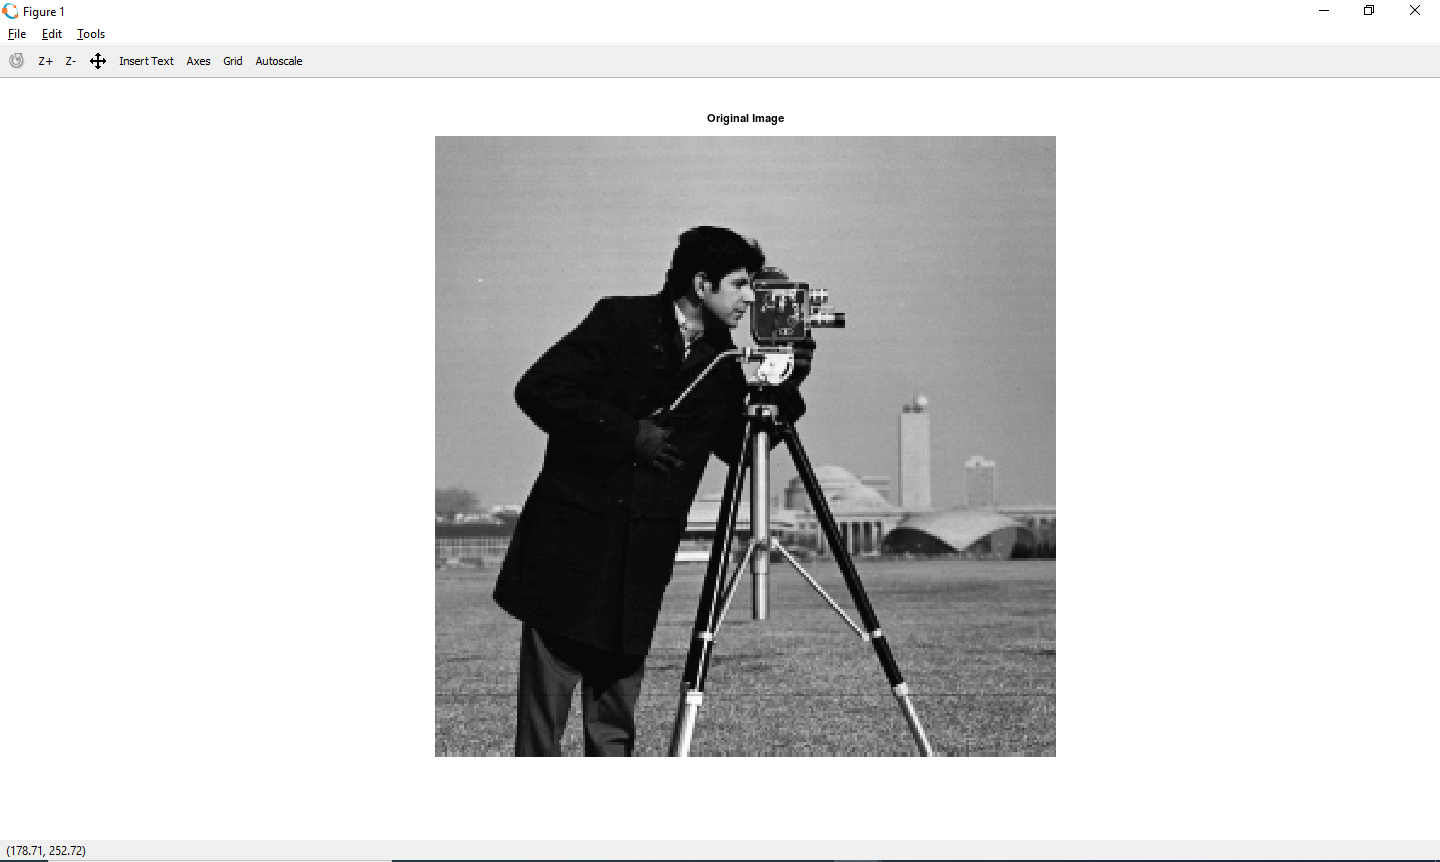 Figure 1
File Edit Tools
Z+ Z- Insert Text Axes Grid Autoscale
Original Image
(178.71, 252.72)